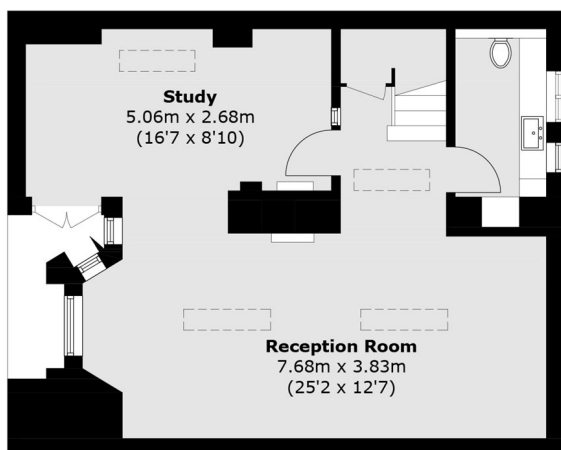 Study
5.06m x 2.68m
(16'7 x 8'10)
Reception Room
7.68m x 3.83m
(25'2 x 12'7)